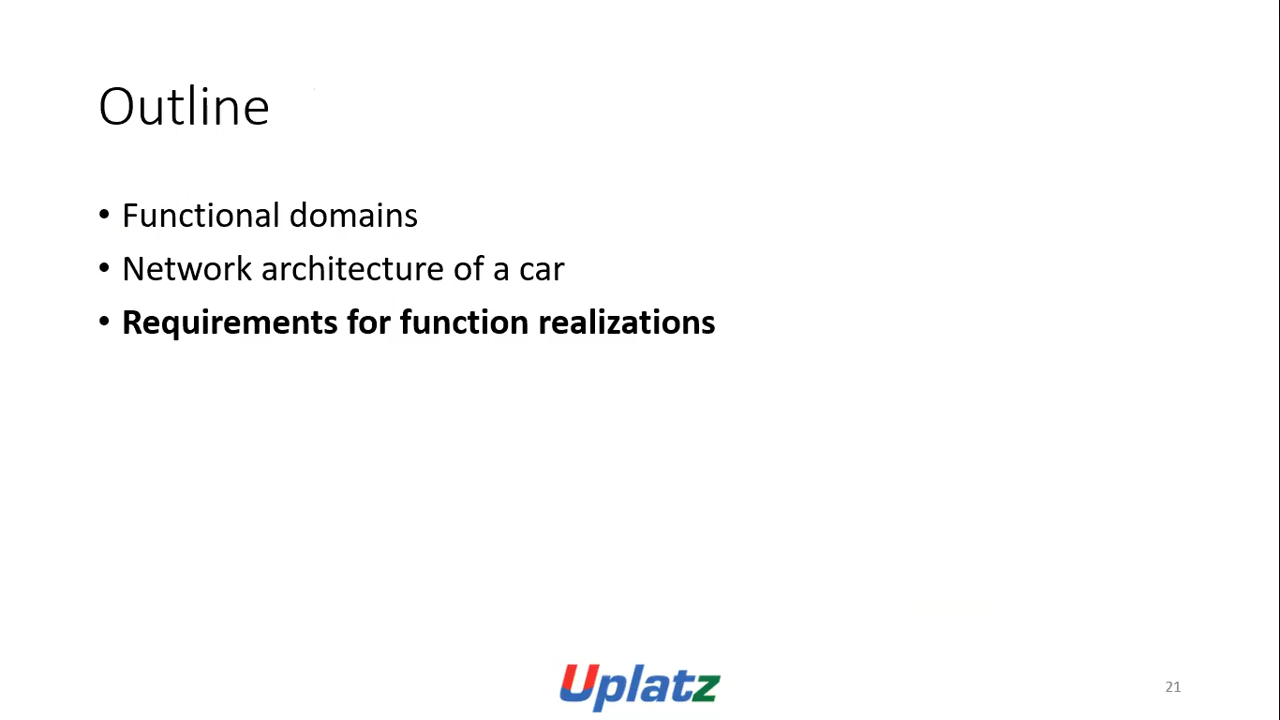 Outline
• Functional domains
• Network architecture of a car
• Requirements for function realizations
Uplatz
21